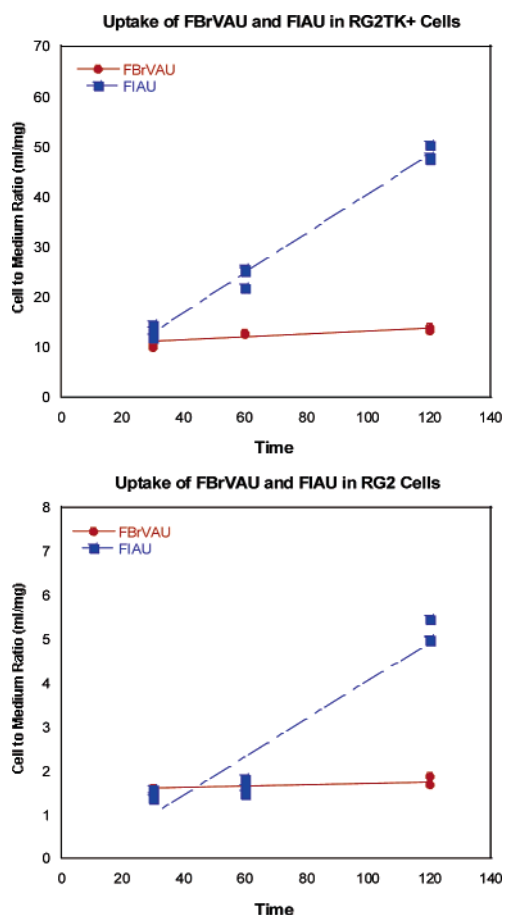 Uptake of FBrVAU and FIAU in RG2TK+ Cells
70
60
50
40
30
20
10
0
Cell to Medium Ratio (ml/mg)
FBrVAU
FIAU
0 20 40 60 80 100 120 140
Time
Uptake of FBrVAU and FIAU in RG2 Cells
8
7
6
5
4
3
2
1
0
Cell to Medium Ratio (ml/mg)
FBrVAU
FIAU
0 20 40 60 80 100 120 140
Time